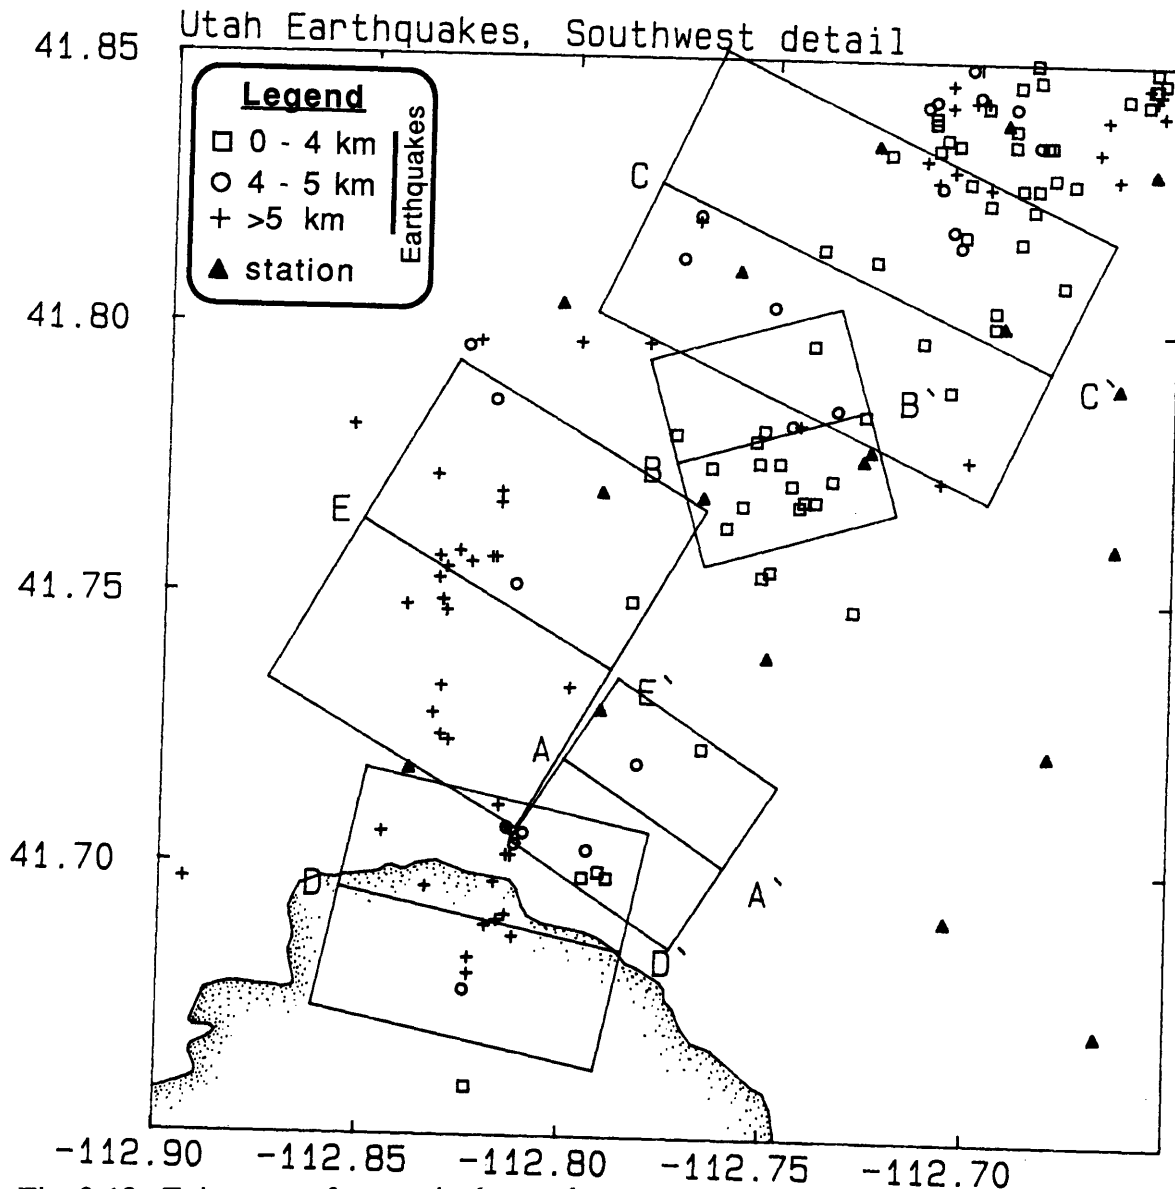 Utah Earthquakes, Southwest detail
41.85
Legend
0 - 4 km
4 - 5 km
>5 km
station
Earthquakes
C
41.80
B`
C`
B
E
41.75
E`
A
41.70
D
A`
D`
-112.90 -112.85 -112.80 -112.75 -112.70